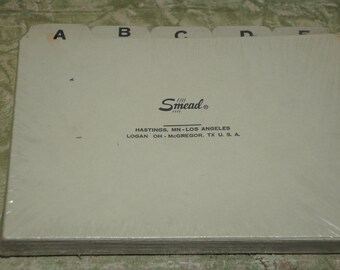 A B C D E
Smead®
HASTINGS, MN - LOS ANGELES
LOGAN OH - McGREGOR, TX U. S. A.